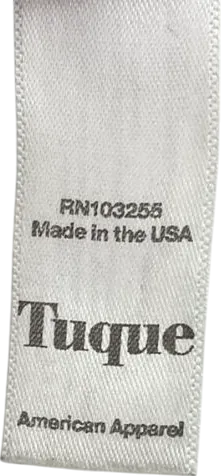 RN103255
Made in the USA
Tuque
American Apparel